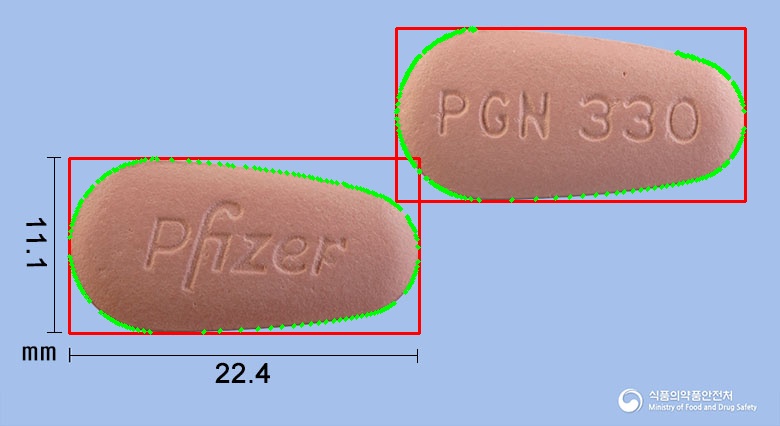 PGN 330
Pfizer
11.1
mm
22.4
식품의약품안전처
Ministry of Food and Drug Safety